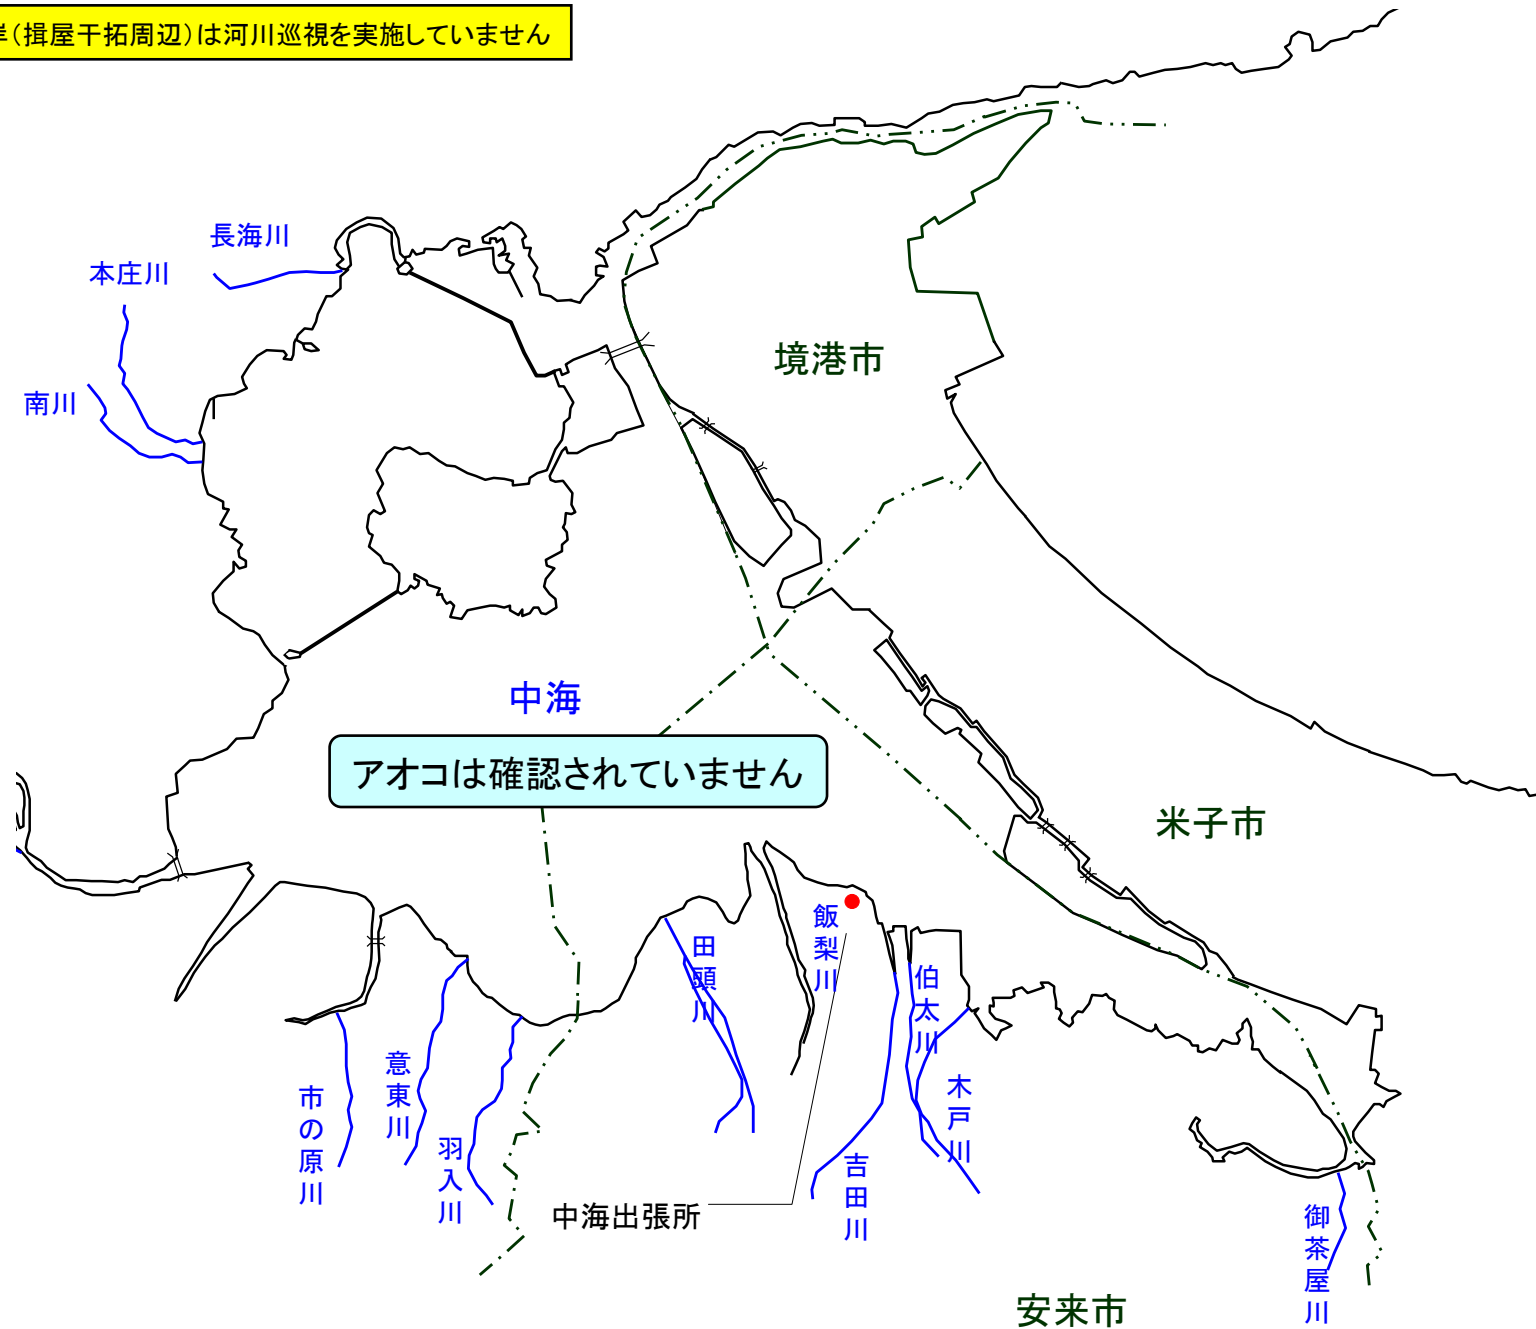 岸（揖屋干拓周辺）は河川巡視を実施していません
長海川
本庄川
境港市
南川
中海
アオコは確認されていません
米子市
飯梨川
田頭川
伯太川
意東川
木戸川
市の原川
羽入川
吉田川
中海出張所
御茶屋川
安来市